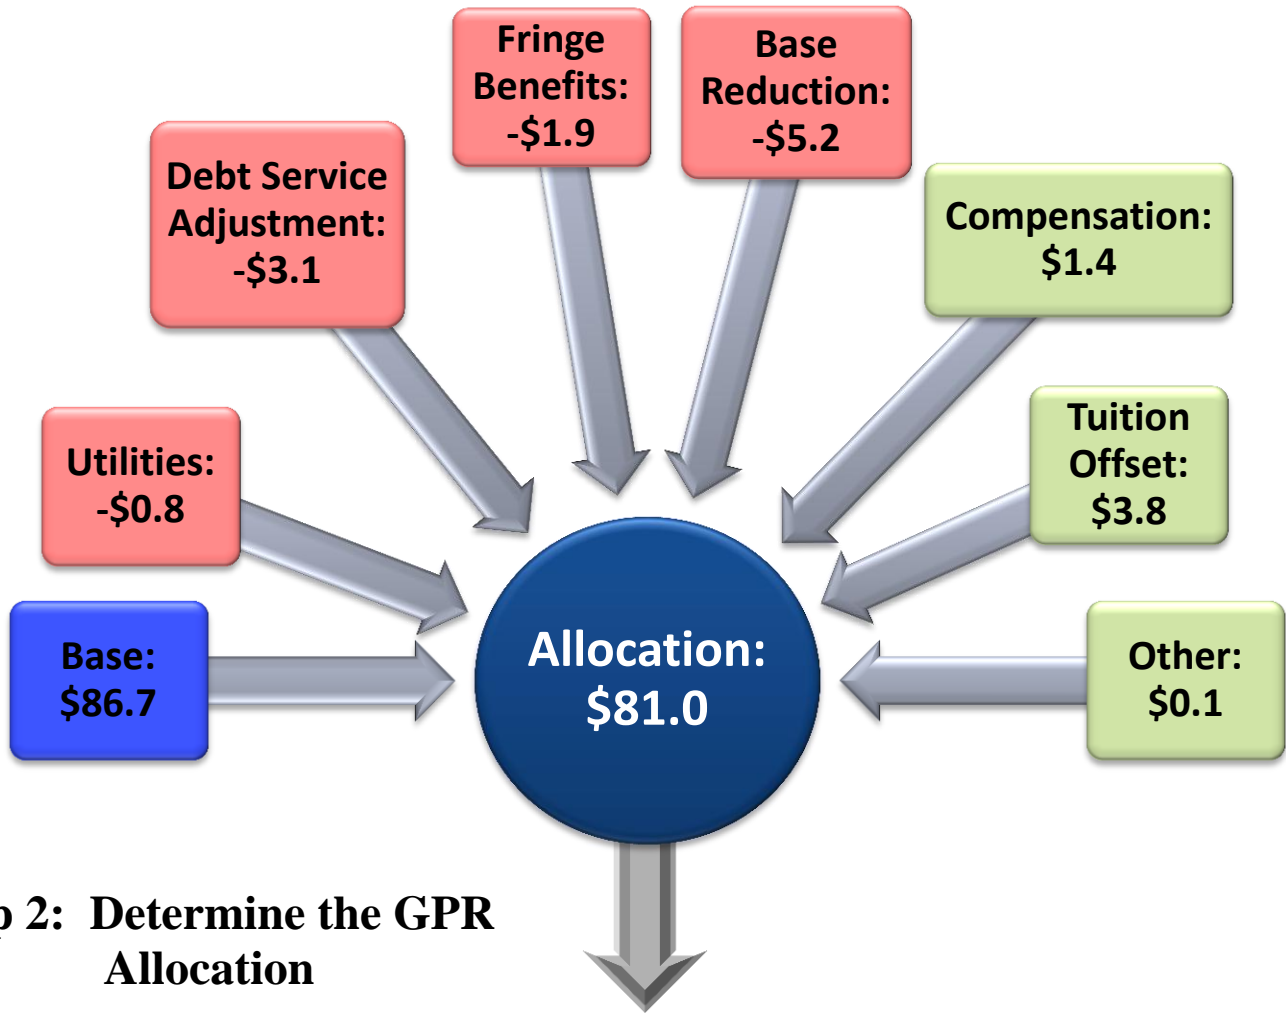 Fringe
Benefits:
-$1.9
Base
Reduction:
-$5.2
Debt Service
Adjustment:
-$3.1
Compensation:
$1.4
Utilities:
-$0.8
Tuition
Offset:
$3.8
Base:
$86.7
Allocation:
$81.0
Other:
$0.1
p 2: Determine the GPR
Allocation